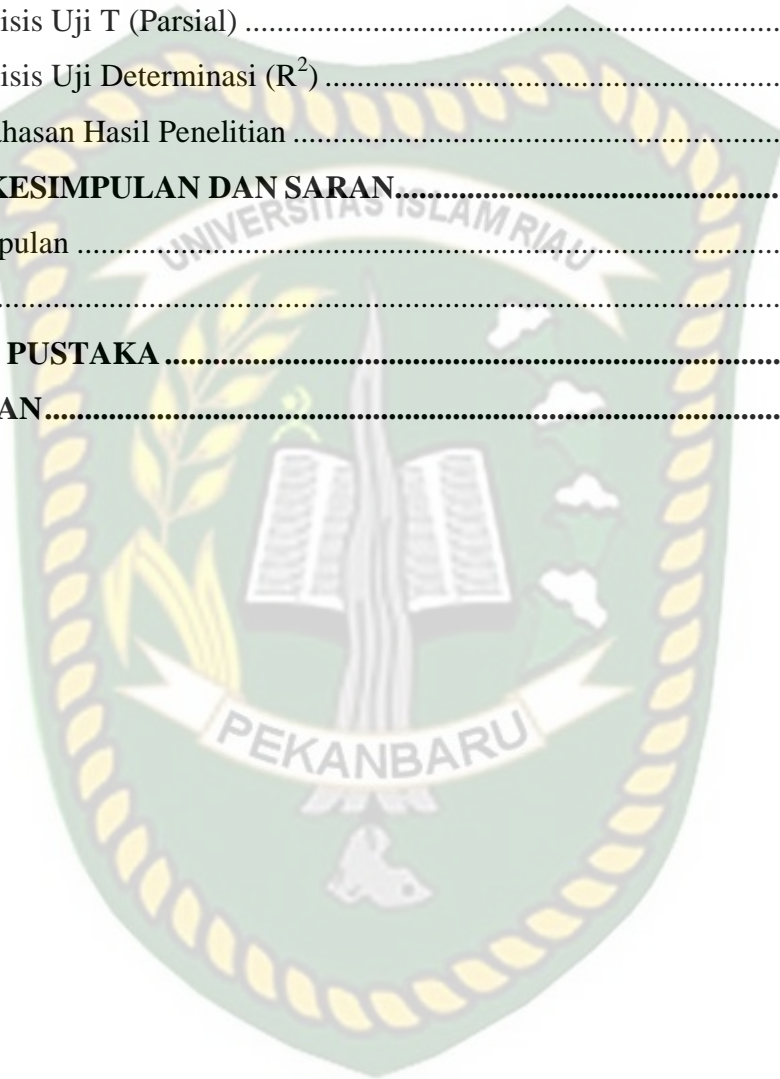 isis Uji T (Parsial) ........................................................................
isis Uji Determinasi (R²) ..............................................................
ahasan Hasil Penelitian ..................................................................
KESIMPULAN DAN SARAN................................................
UNIVERSITAS ISLAM RIAU
pulan ..............................................................................................
........................................................................................................
PUSTAKA ..............................................................................
AN.............................................................................................
PEKANBARU